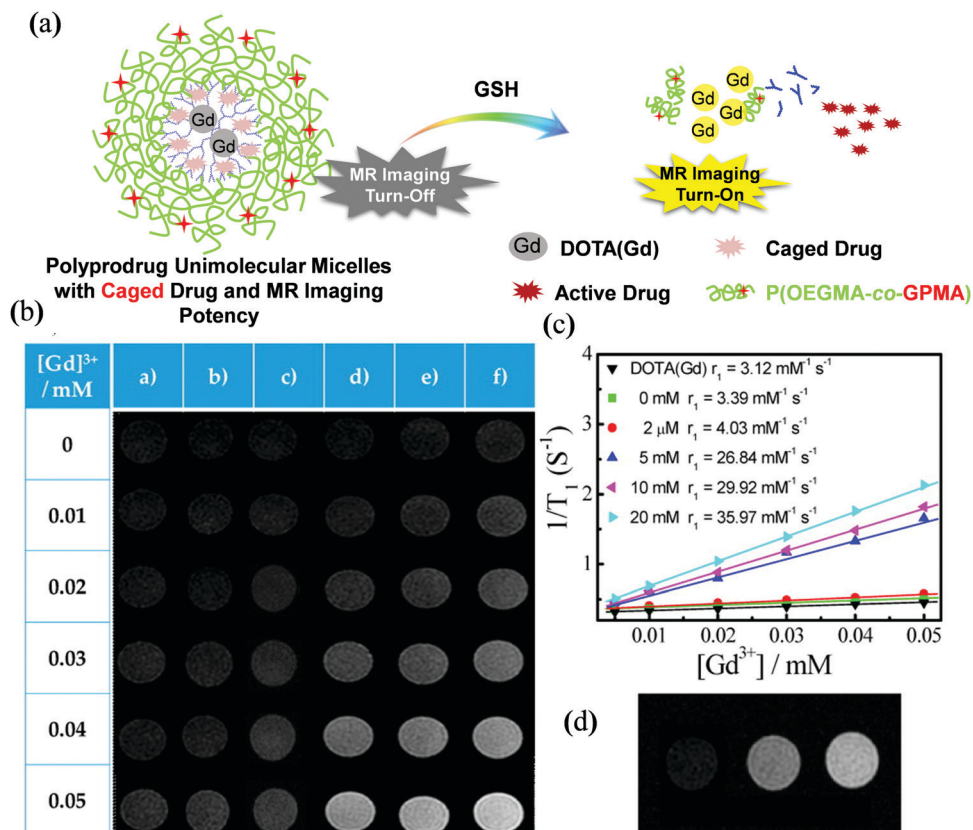 (a)
Gd
Gd
GSH
MR Imaging
Turn-Off
Gd
Gd
Gd
Gd
MR Imaging
Turn-On
Polyprodrug Unimolecular Micelles
with Caged Drug and MR Imaging
Potency
Gd DOTA(Gd)
Caged Drug
Active Drug
P(OEGMA-co-GPMA)
(b)
[Gd]³⁺
/ mM
a) b) c) d) e) f)
0
0.01
0.02
0.03
0.04
0.05
(c)
4
3
2
1
1/T₁ (S⁻¹)
DOTA(Gd) r₁ = 3.12 mM⁻¹ s⁻¹
0 mM r₁ = 3.39 mM⁻¹ s⁻¹
2 μM r₁ = 4.03 mM⁻¹ s⁻¹
5 mM r₁ = 26.84 mM⁻¹ s⁻¹
10 mM r₁ = 29.92 mM⁻¹ s⁻¹
20 mM r₁ = 35.97 mM⁻¹ s⁻¹
0.01 0.02 0.03 0.04 0.05
[Gd³⁺] / mM
(d)